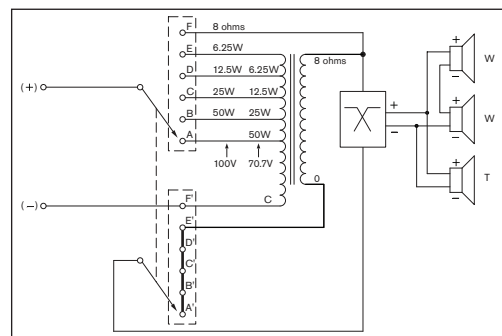 F 8 ohms
E 6.25W
8 ohms
D 12.5W 6.25W
C 25W 12.5W
B 50W 25W
A 50W
100V 70.7V
(+)
(−)
F' C 0
E'
D'
C'
B'
A'
+
−
+ W
−
+ W
−
+ T
−